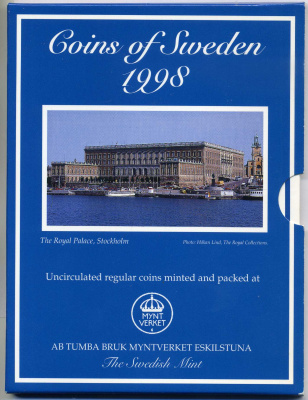 Coins of Sweden
1998
The Royal Palace, Stockholm
Photo: Håkan Lind, The Royal Collections.
Uncirculated regular coins minted and packed at
MYNT
VERKET
AB TUMBA BRUK MYNTVERKET ESKILSTUNA
The Swedish Mint